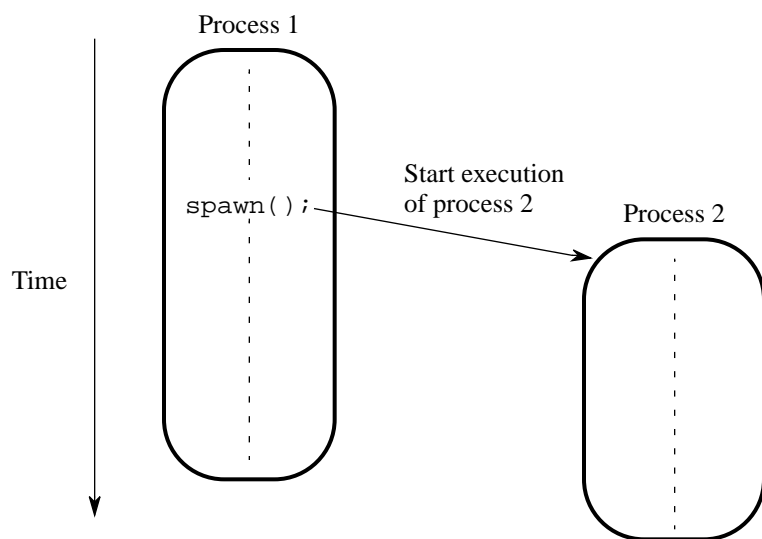 Process 1
Start execution
of process 2
spawn();
Process 2
Time